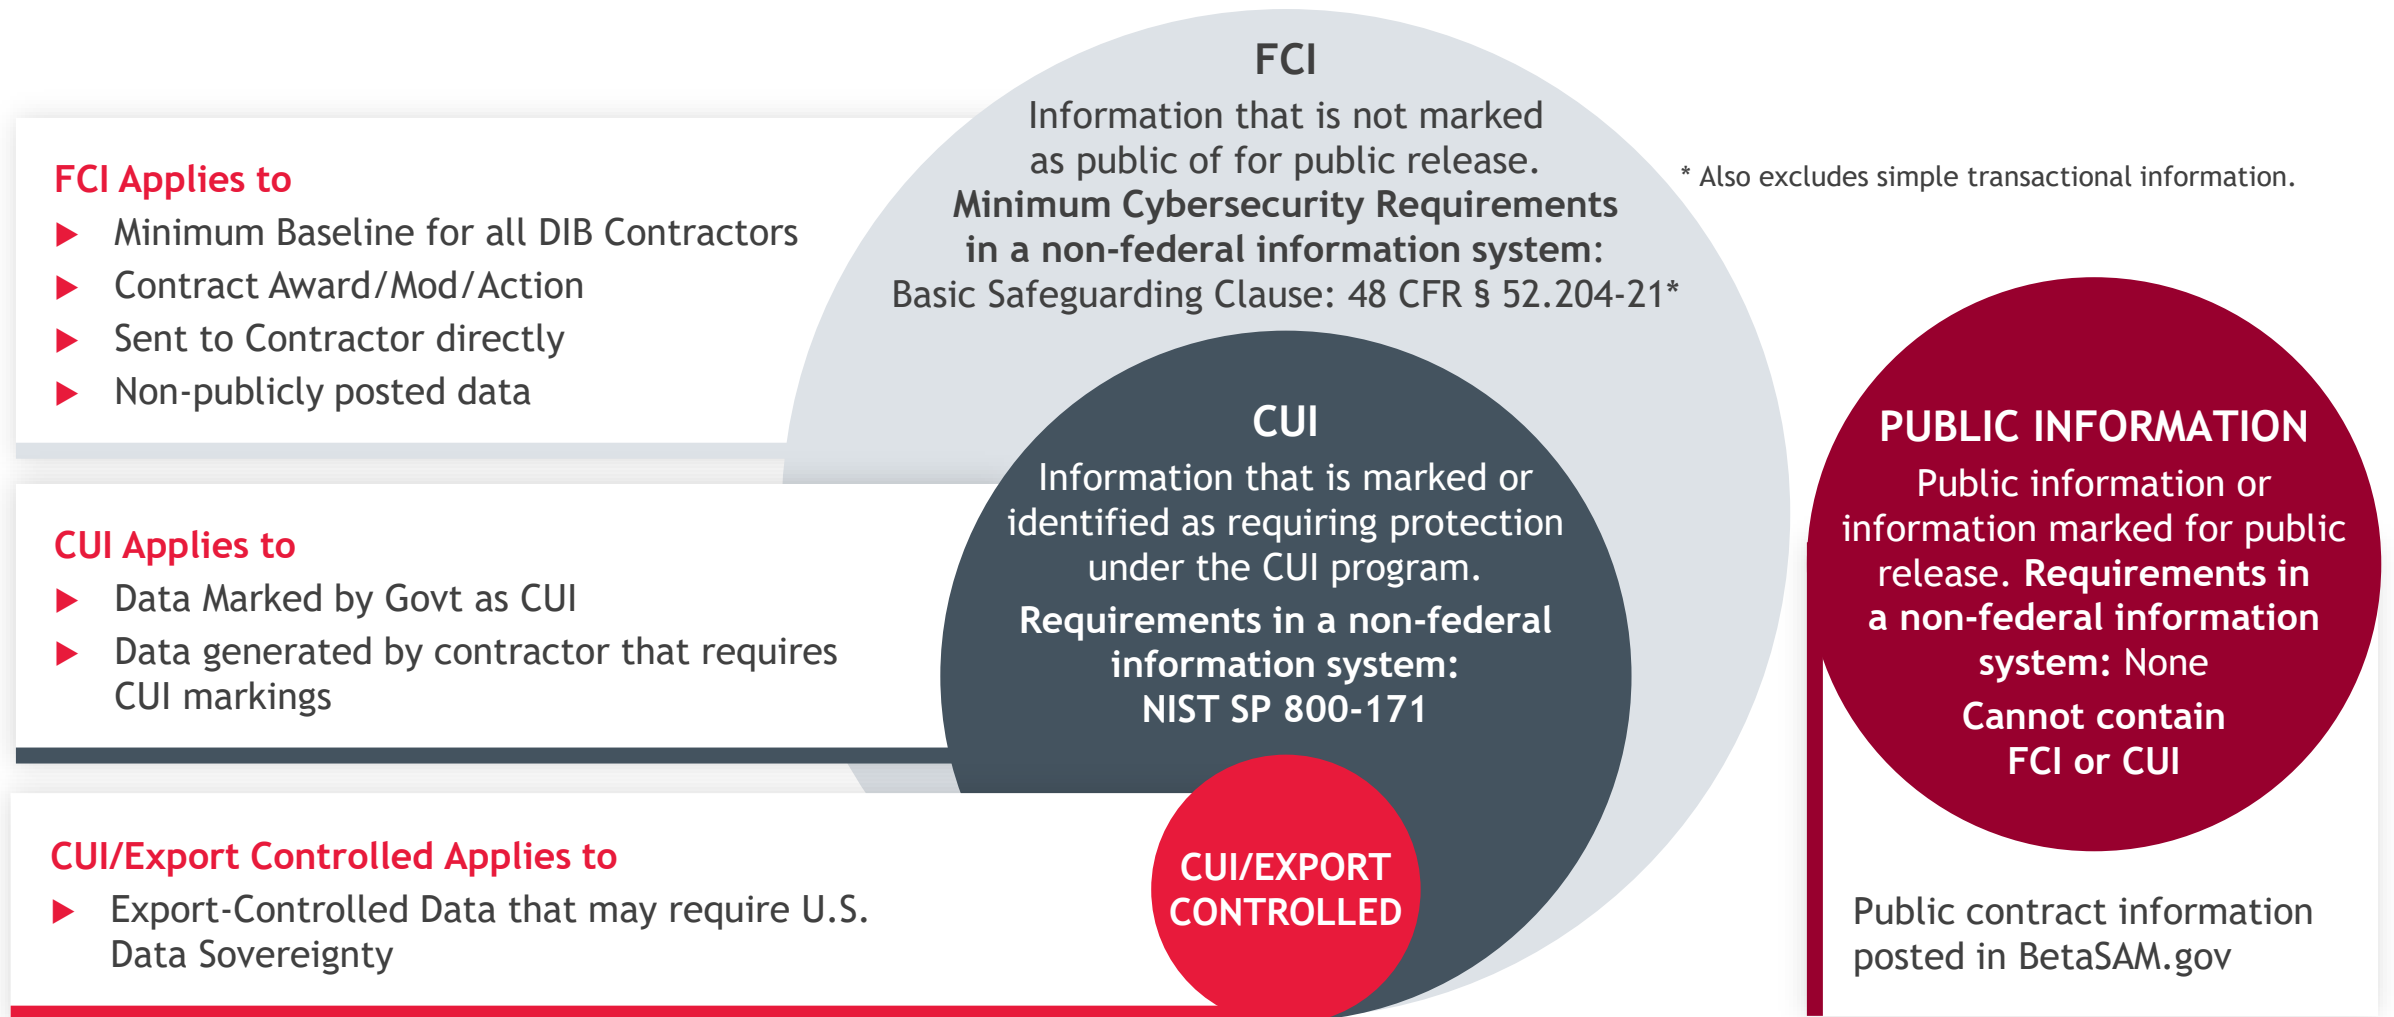 FCI
Information that is not marked
as public of for public release.
Minimum Cybersecurity Requirements
in a non-federal information system:
Basic Safeguarding Clause: 48 CFR § 52.204-21*
* Also excludes simple transactional information.
FCI Applies to
Minimum Baseline for all DIB Contractors
Contract Award/Mod/Action
Sent to Contractor directly
Non-publicly posted data
CUI
Information that is marked or
identified as requiring protection
under the CUI program.
Requirements in a non-federal
information system:
NIST SP 800-171
CUI Applies to
Data Marked by Govt as CUI
Data generated by contractor that requires
CUI markings
CUI/EXPORT
CONTROLLED
CUI/Export Controlled Applies to
Export-Controlled Data that may require U.S.
Data Sovereignty
PUBLIC INFORMATION
Public information or
information marked for public
release. Requirements in
a non-federal information
system: None
Cannot contain
FCI or CUI
Public contract information
posted in BetaSAM.gov